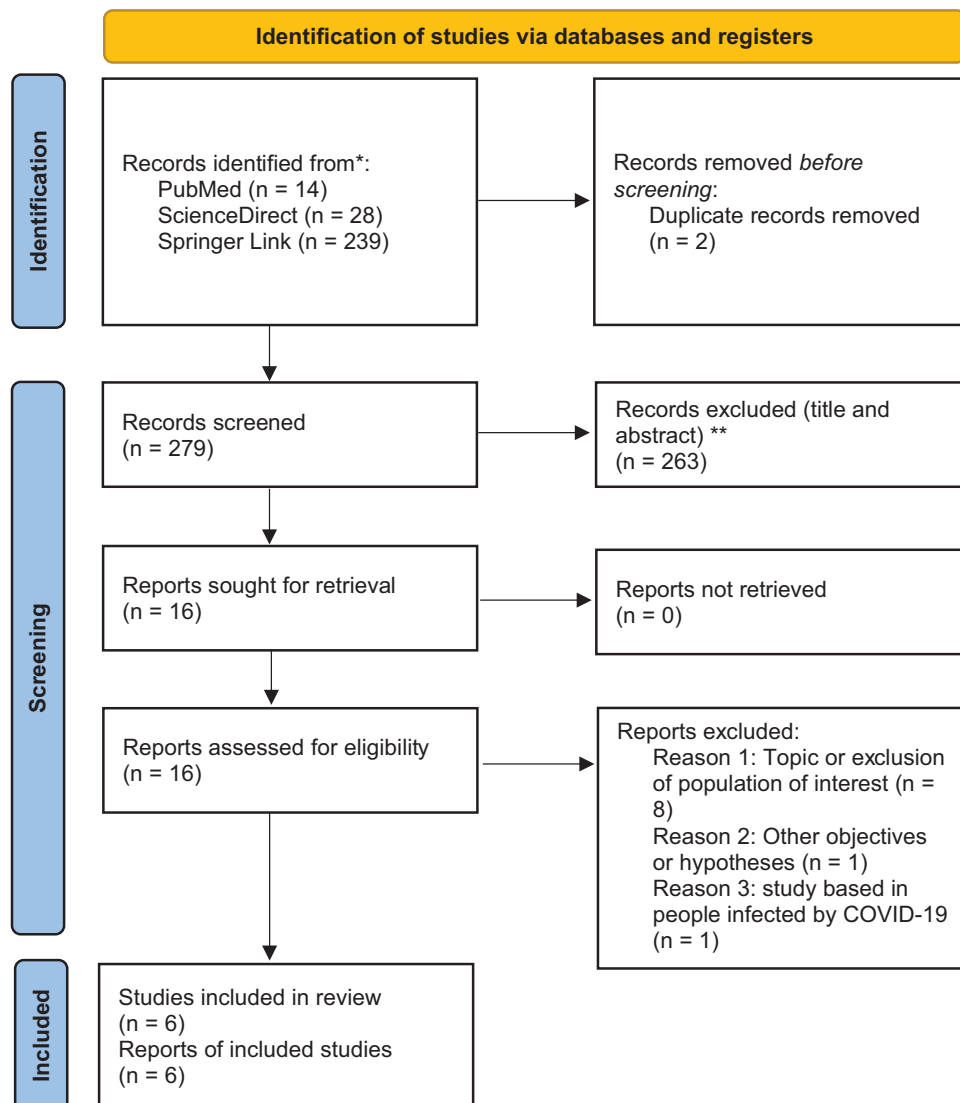 Identification of studies via databases and registers
Identification
Records identified from*:
PubMed (n = 14)
ScienceDirect (n = 28)
Springer Link (n = 239)
Records removed before
screening:
Duplicate records removed
(n = 2)
Screening
Records screened
(n = 279)
Records excluded (title and
abstract) **
(n = 263)
Reports sought for retrieval
(n = 16)
Reports not retrieved
(n = 0)
Reports assessed for eligibility
(n = 16)
Reports excluded:
Reason 1: Topic or exclusion
of population of interest (n =
8)
Reason 2: Other objectives
or hypotheses (n = 1)
Reason 3: study based in
people infected by COVID-19
(n = 1)
Included
Studies included in review
(n = 6)
Reports of included studies
(n = 6)